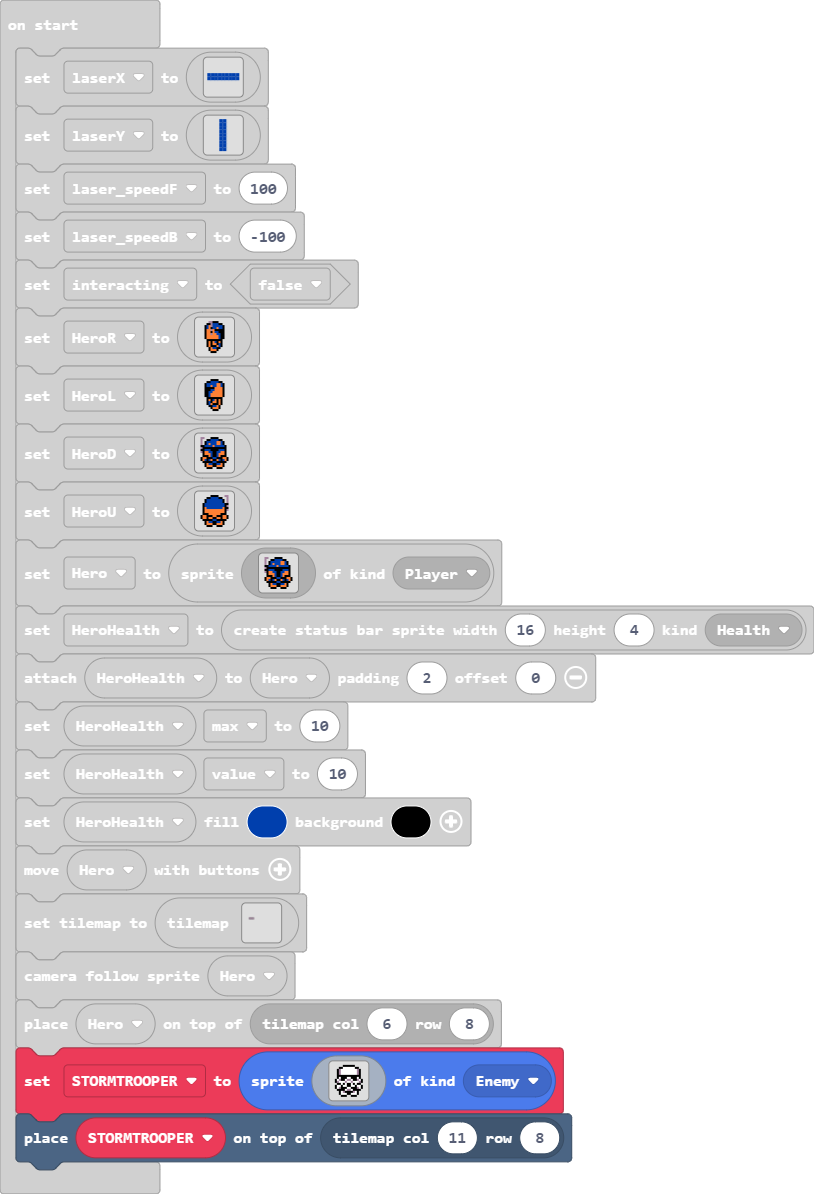 on start
set laserX to
set laserY to
set laser_speedF to 100
set laser_speedB to -100
set interacting to false
set HeroR to
set HeroL to
set HeroD to
set HeroU to
set Hero to sprite of kind Player
set HeroHealth to create status bar sprite width 16 height 4 kind Health
attach HeroHealth to Hero padding 2 offset 0
set HeroHealth max to 10
set HeroHealth value to 10
set HeroHealth fill background
move Hero with buttons
set tilemap to tilemap
camera follow sprite Hero
place Hero on top of tilemap col 6 row 8
set STORMTROOPER to sprite of kind Enemy
place STORMTROOPER on top of tilemap col 11 row 8